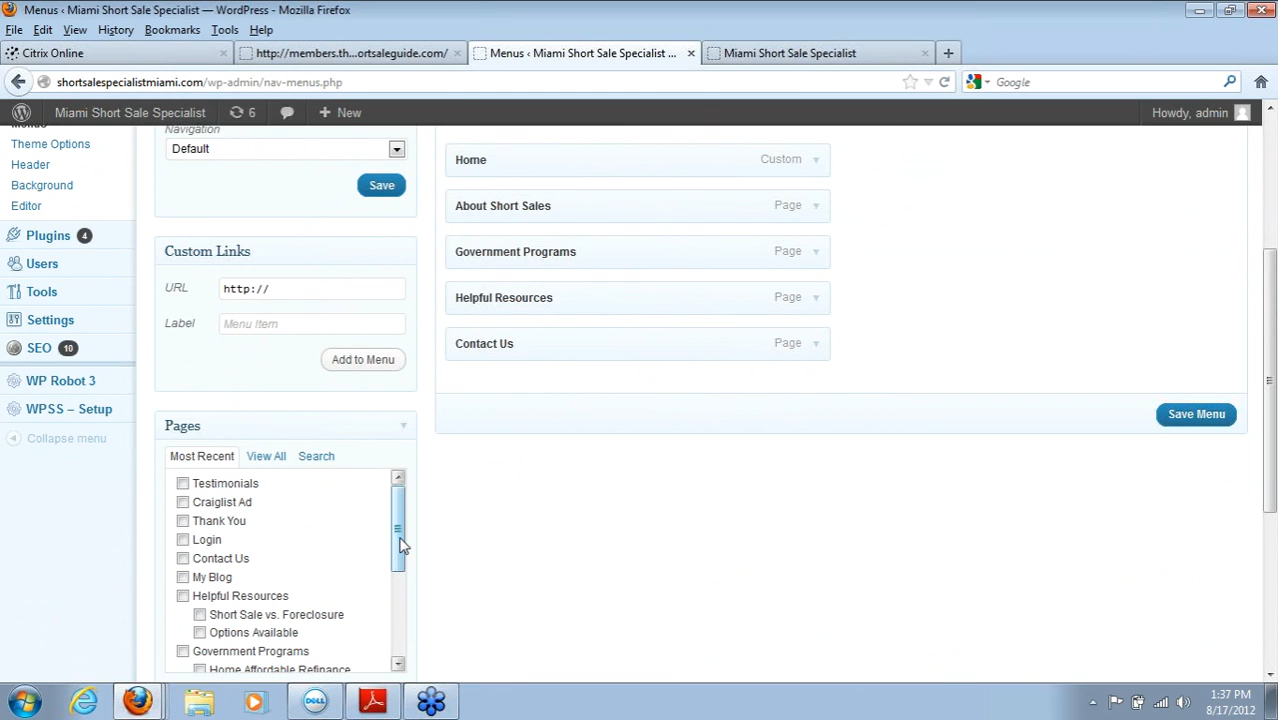 Menus ‹ Miami Short Sale Specialist — WordPress - Mozilla Firefox
File Edit View History Bookmarks Tools Help
Citrix Online
http://members.th...ortsaleguide.com/
Menus ‹ Miami Short Sale Specialist ...
Miami Short Sale Specialist
shortsalespecialistmiami.com/wp-admin/nav-menus.php
Google
Miami Short Sale Specialist 6 New
Howdy, admin
Menus
Theme Options
Header
Background
Editor
Plugins 4
Users
Tools
Settings
SEO 10
WP Robot 3
WPSS – Setup
Collapse menu
Navigation
Default
Save
Custom Links
URL http://
Label Menu Item
Add to Menu
Pages
Most Recent View All Search
Testimonials
Craiglist Ad
Thank You
Login
Contact Us
My Blog
Helpful Resources
Short Sale vs. Foreclosure
Options Available
Government Programs
Home Affordable Refinance
Home Custom
About Short Sales Page
Government Programs Page
Helpful Resources Page
Contact Us Page
Save Menu
DELL
1:37 PM
8/17/2012